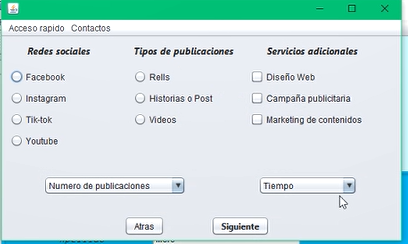 Acceso rapido Contactos
Redes sociales Tipos de publicaciones Servicios adicionales
Facebook Rells Diseño Web
Instagram Historias o Post Campaña publicitaria
Tik-tok Videos Marketing de contenidos
Youtube
Numero de publicaciones Tiempo
Atras Siguiente